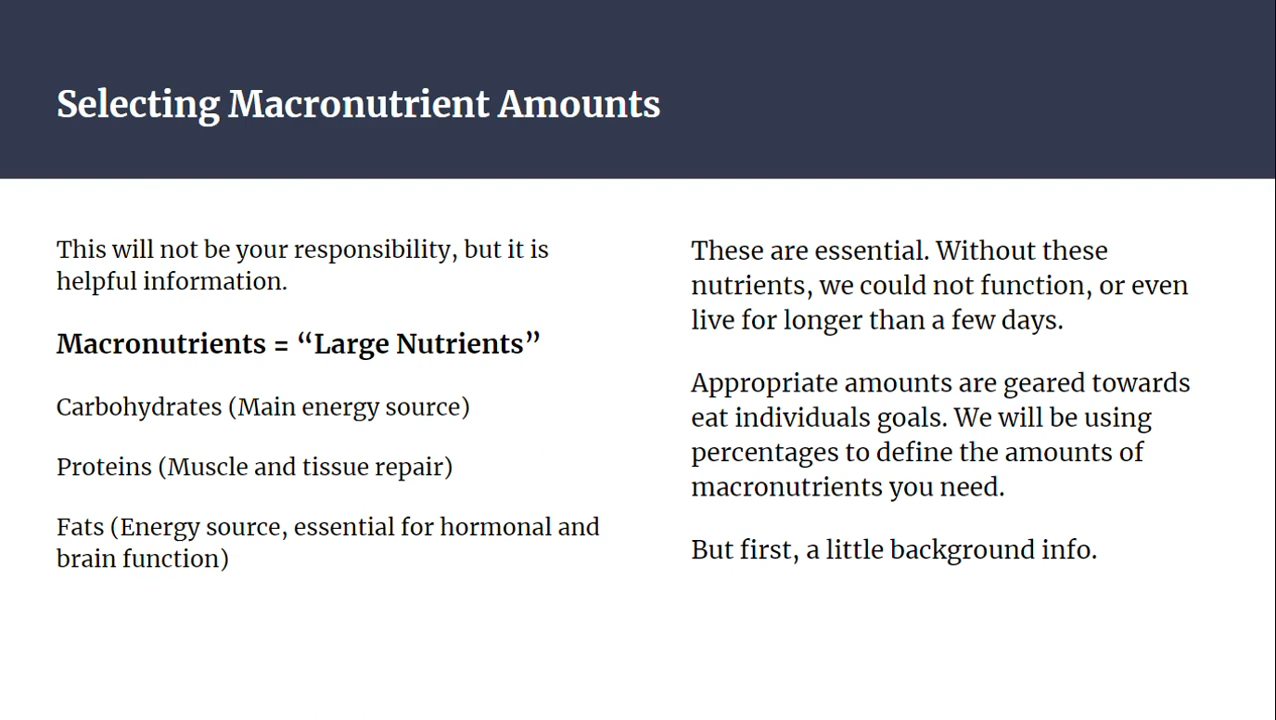 Selecting Macronutrient Amounts
This will not be your responsibility, but it is
helpful information.
Macronutrients = “Large Nutrients”
Carbohydrates (Main energy source)
Proteins (Muscle and tissue repair)
Fats (Energy source, essential for hormonal and
brain function)
These are essential. Without these
nutrients, we could not function, or even
live for longer than a few days.
Appropriate amounts are geared towards
eat individuals goals. We will be using
percentages to define the amounts of
macronutrients you need.
But first, a little background info.